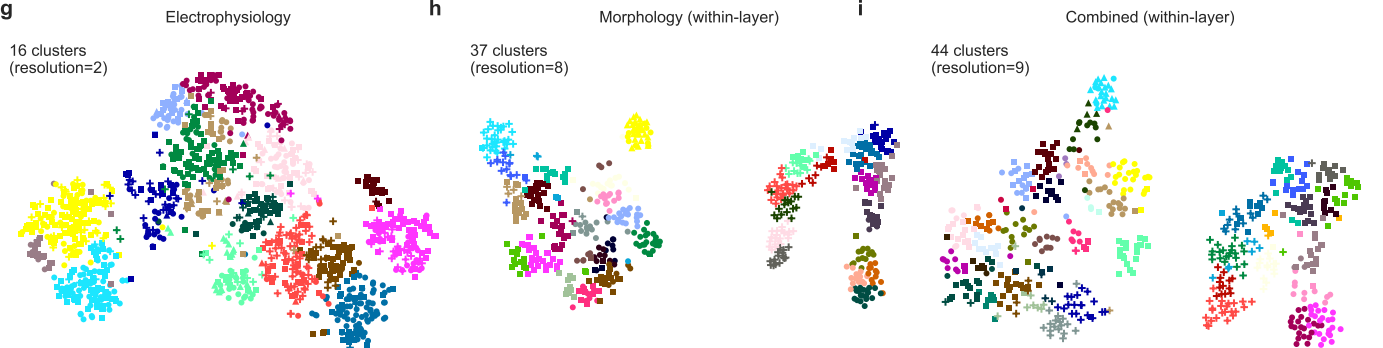 g
Electrophysiology
16 clusters
(resolution=2)
h
Morphology (within-layer)
37 clusters
(resolution=8)
i
Combined (within-layer)
44 clusters
(resolution=9)